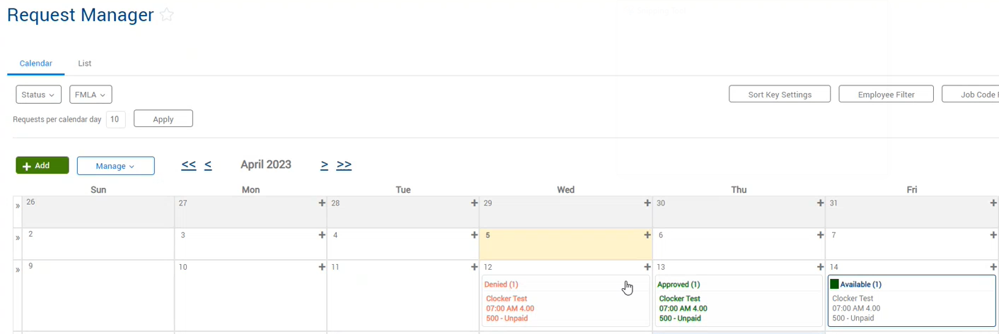 Request Manager
Calendar List
Status FMLA Sort Key Settings Employee Filter Job Code
Requests per calendar day 10 Apply
+ Add Manage << < April 2023 > >>
Sun Mon Tue Wed Thu Fri
» 26 27 + 28 + 29 + 30 + 31 +
» 2 3 + 4 + 5 + 6 + 7 +
» 9 10 + 11 + 12 + 13 + 14 +
Denied (1) Approved (1) Available (1)
Clocker Test Clocker Test Clocker Test
07:00 AM 4.00 07:00 AM 4.00 07:00 AM 4.00
500 - Unpaid 500 - Unpaid 500 - Unpaid